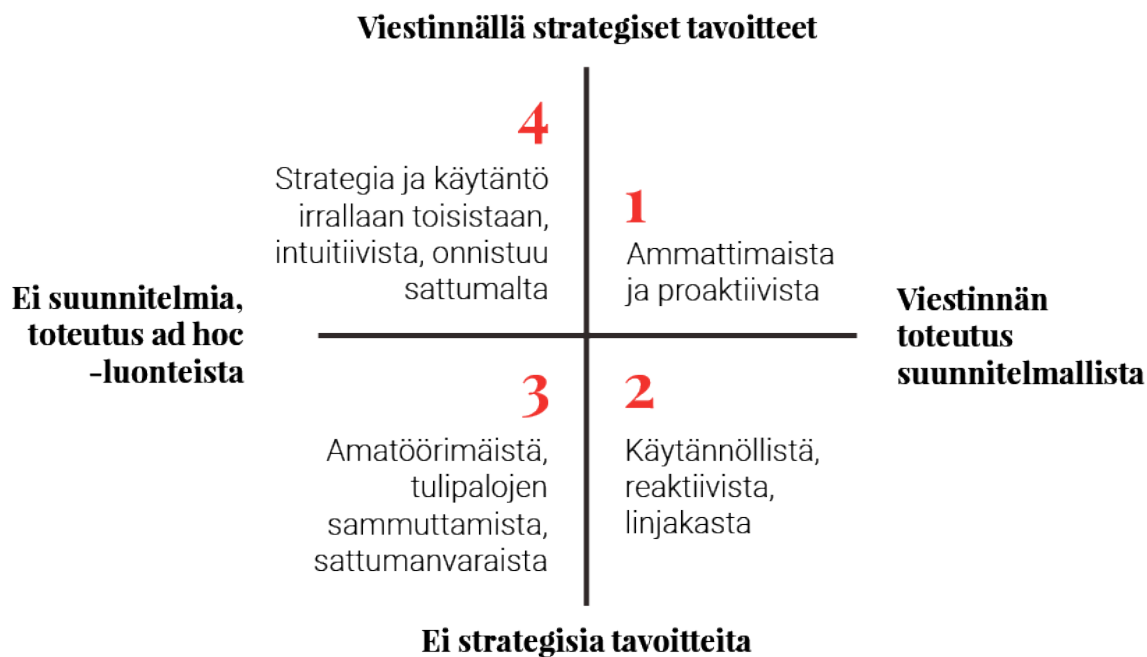 Viestinnällä strategiset tavoitteet
4
Strategia ja käytäntö
irrallaan toisistaan,
intuitiivista, onnistuu
sattumalta
1
Ammattimaista
ja proaktiivista
Ei suunnitelmia,
toteutus ad hoc
-luonteista
Viestinnän
toteutus
suunnitelmallista
3
Amatöörimäistä,
tulipalojen
sammuttamista,
sattumanvaraista
2
Käytännöllistä,
reaktiivista,
linjakasta
Ei strategisia tavoitteita